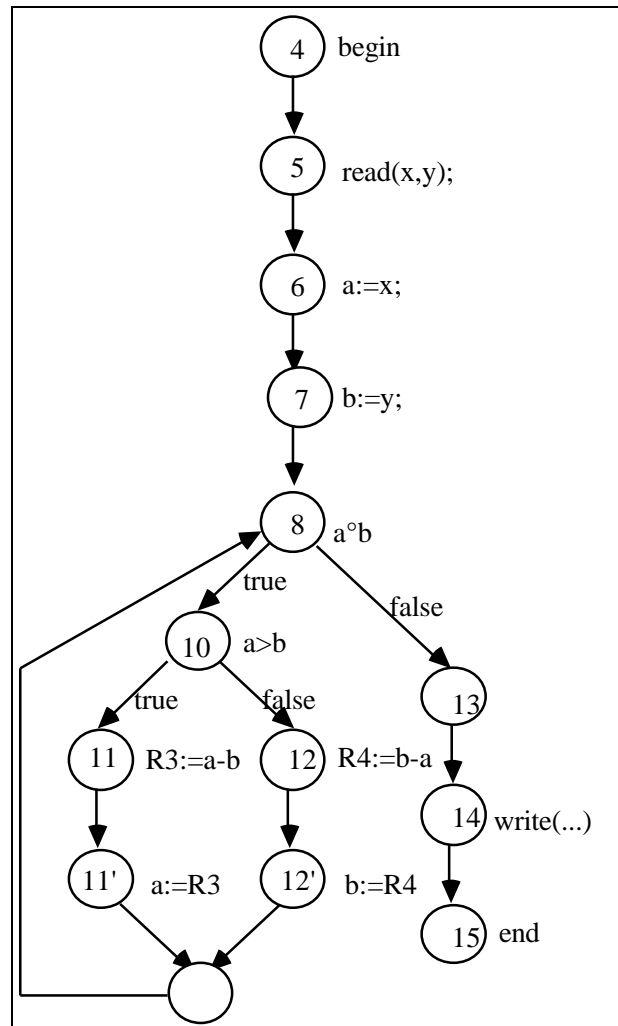 4 begin
5 read(x,y);
6 a:=x;
7 b:=y;
8 a°b
true
false
10 a>b
true
false
13
11 R3:=a-b
12 R4:=b-a
14 write(...)
11' a:=R3
12' b:=R4
15 end